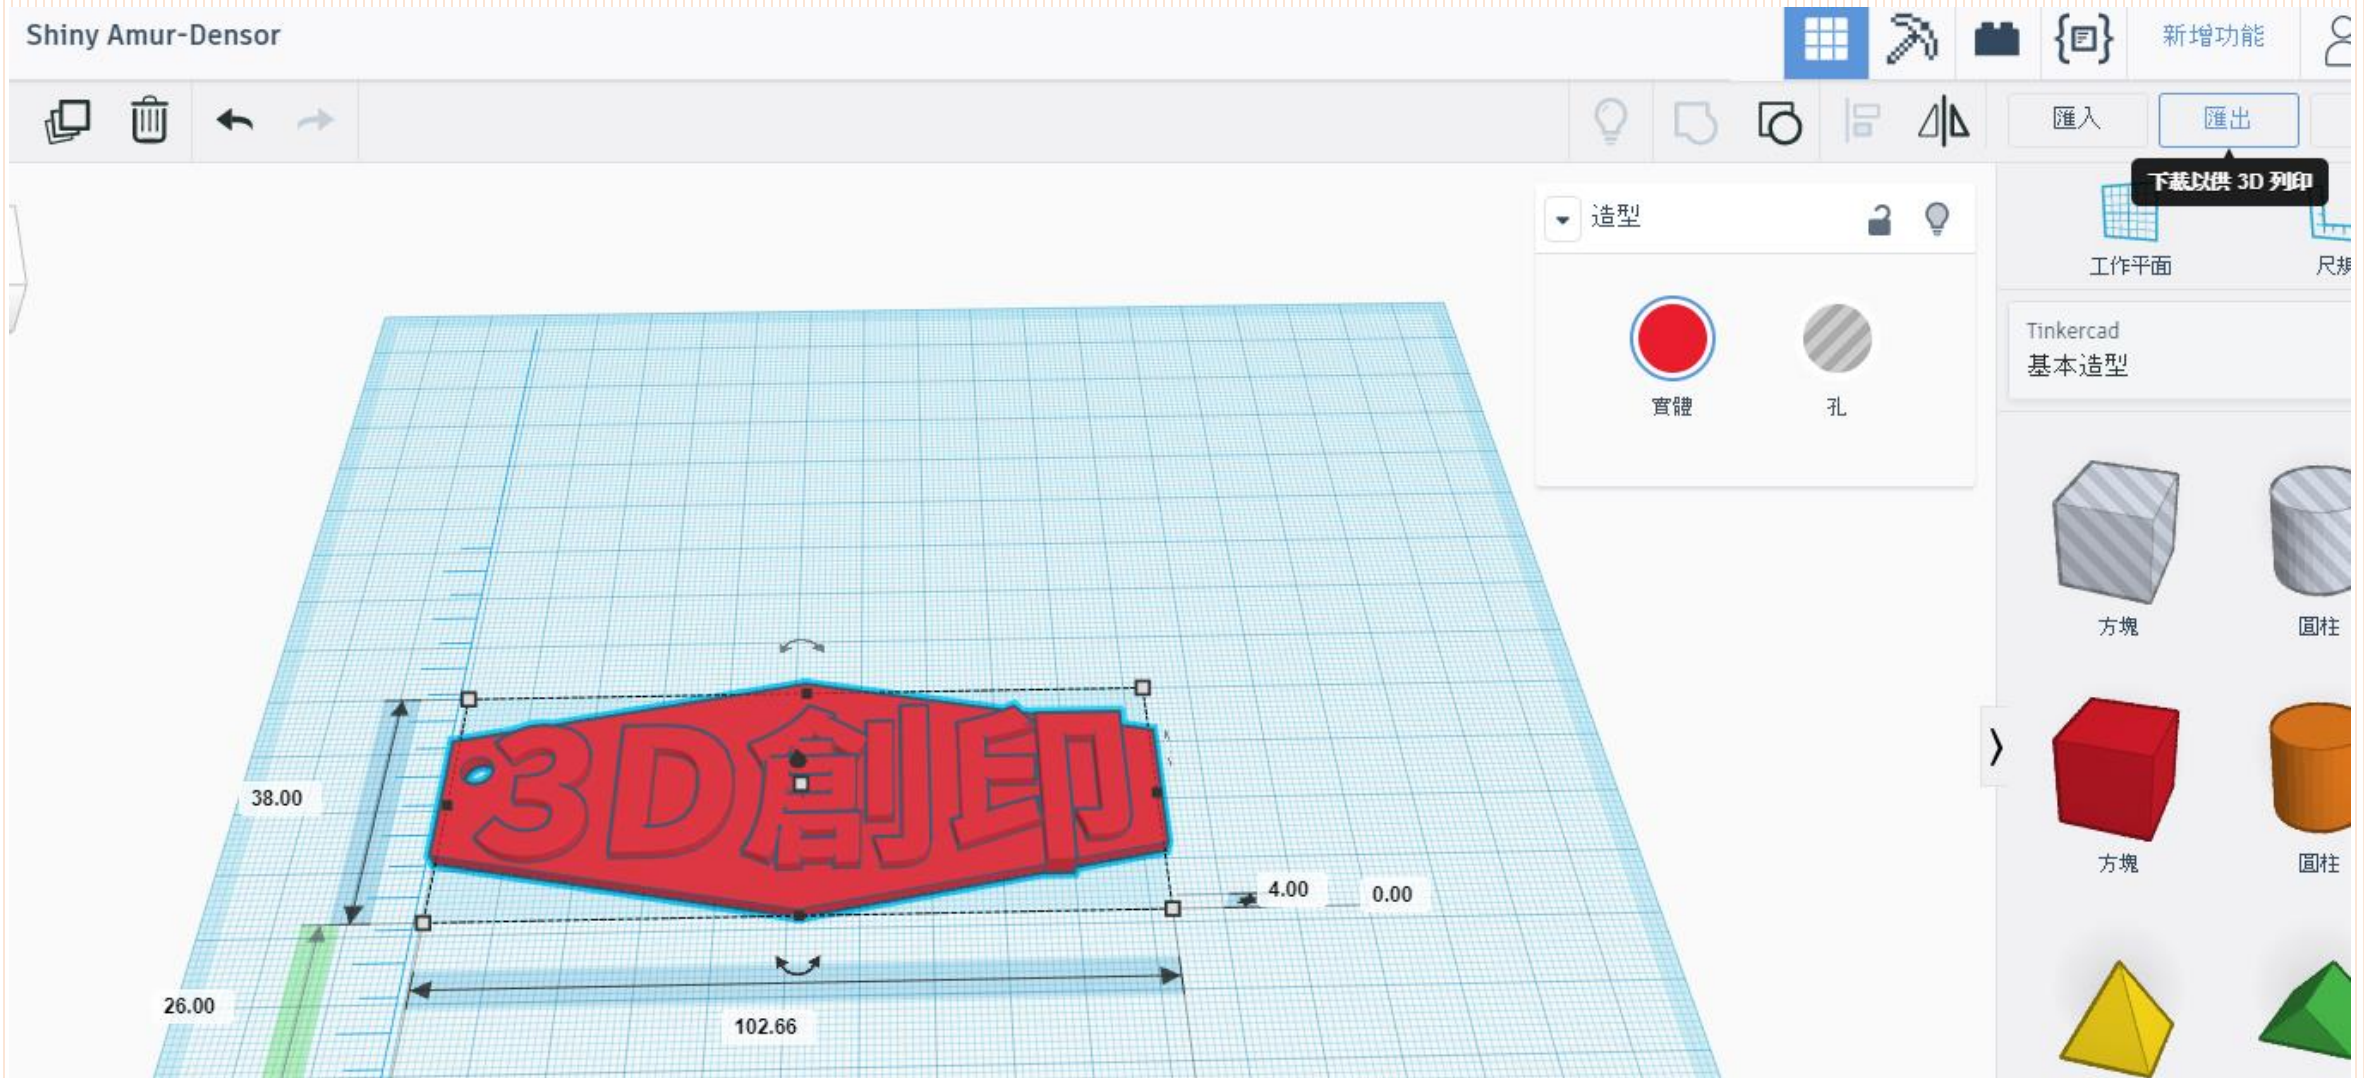 Shiny Amur-Densor
新增功能
匯入
匯出
下載以供 3D 列印
造型
工作平面
尺規
實體
孔
Tinkercad
基本造型
方塊
圓柱
方塊
圓柱
3D創印
38.00
4.00
0.00
26.00
102.66